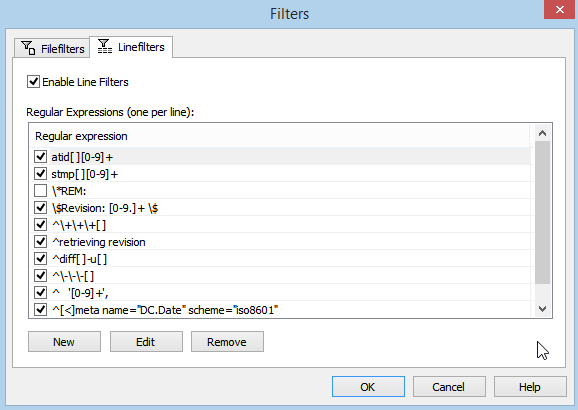 Filters
Filefilters
Linefilters
Enable Line Filters
Regular Expressions (one per line):
Regular expression
atid[ ][0-9]+
stmp[ ][0-9]+
\*REM:
\$Revision: [0-9.]+ \$
^\+\+\+[ ]
^retrieving revision
^diff[ ]-u[ ]
^\-\-\-[ ]
^   '[0-9]+',
^[<]meta name="DC.Date" scheme="iso8601"
New
Edit
Remove
OK
Cancel
Help